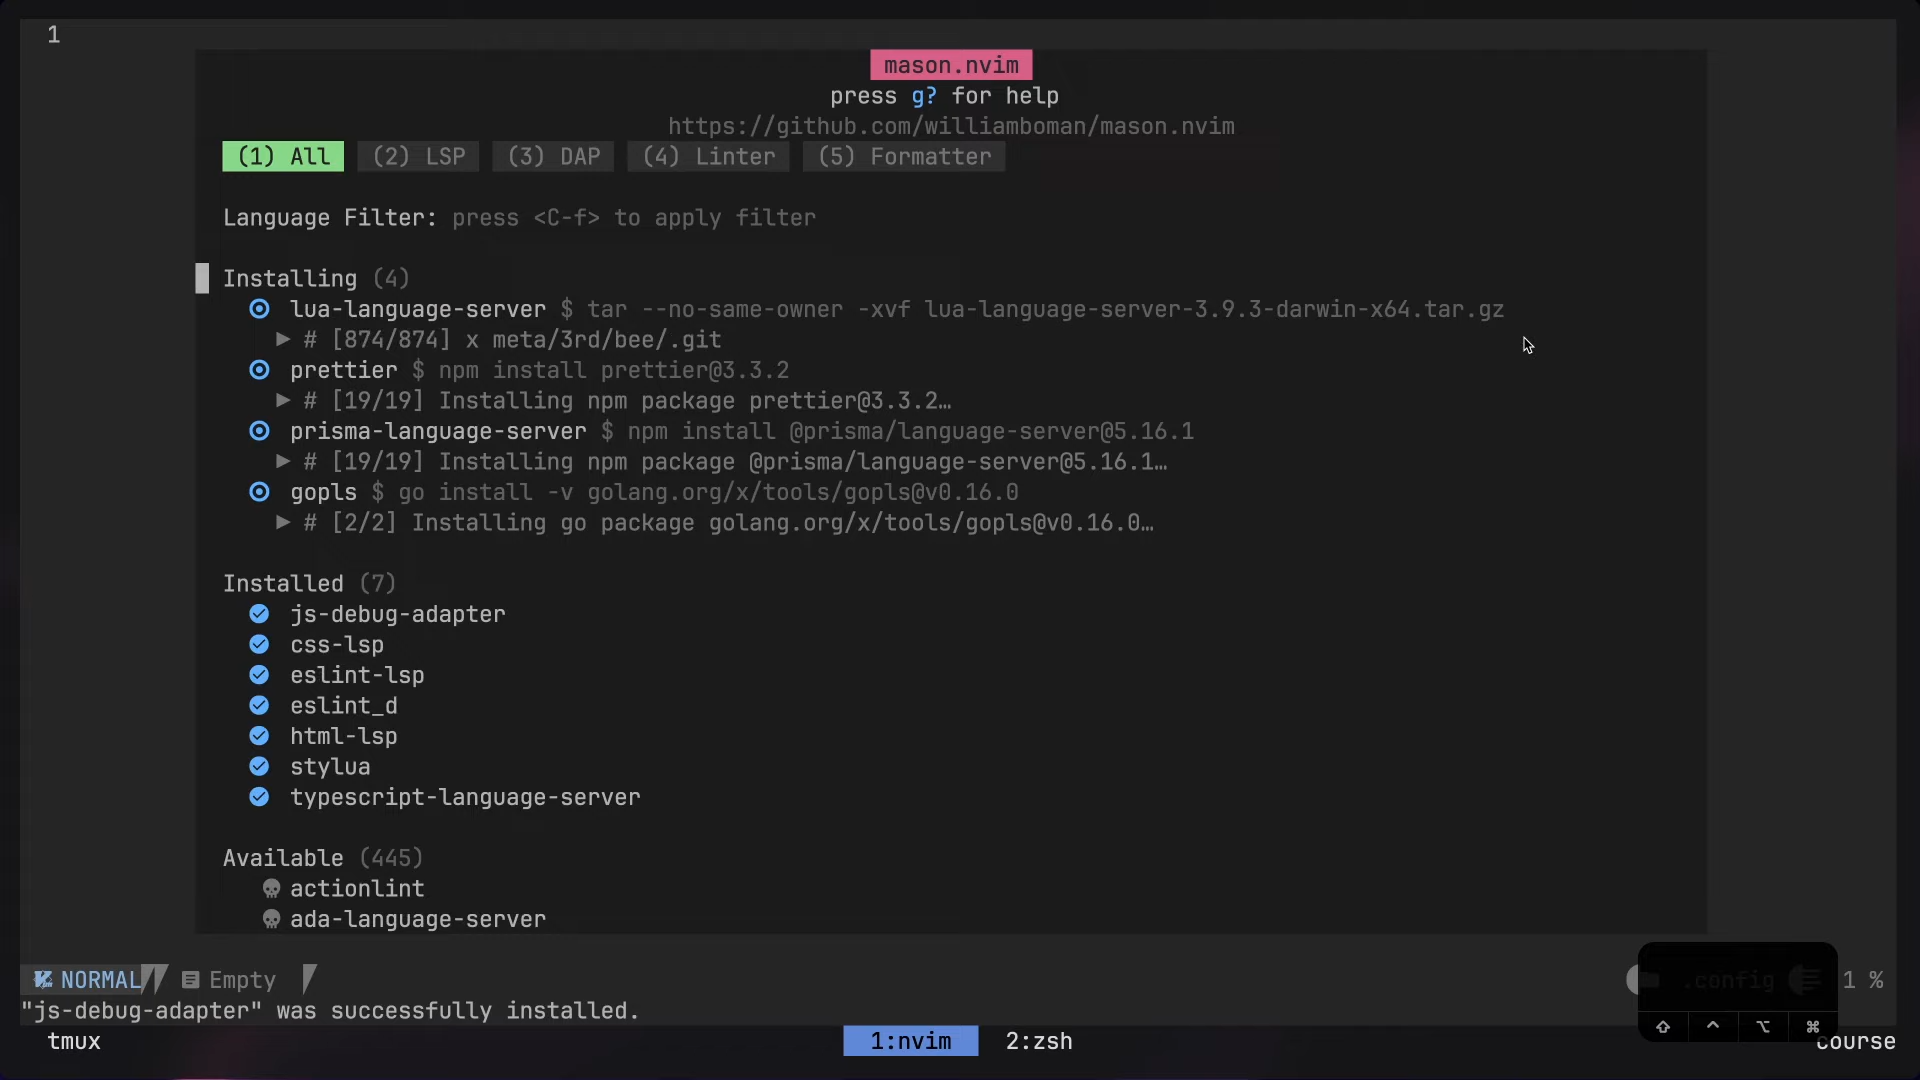 1
mason.nvim
press g? for help
https://github.com/williamboman/mason.nvim
(1) All (2) LSP (3) DAP (4) Linter (5) Formatter
Language Filter: press <C-f> to apply filter
Installing (4)
lua-language-server $ tar --no-same-owner -xvf lua-language-server-3.9.3-darwin-x64.tar.gz
▶ # [874/874] x meta/3rd/bee/.git
prettier $ npm install prettier@3.3.2
▶ # [19/19] Installing npm package prettier@3.3.2…
prisma-language-server $ npm install @prisma/language-server@5.16.1
▶ # [19/19] Installing npm package @prisma/language-server@5.16.1…
gopls $ go install -v golang.org/x/tools/gopls@v0.16.0
▶ # [2/2] Installing go package golang.org/x/tools/gopls@v0.16.0…
Installed (7)
js-debug-adapter
css-lsp
eslint-lsp
eslint_d
html-lsp
stylua
typescript-language-server
Available (445)
actionlint
ada-language-server
NORMAL Empty .config 1 %
"js-debug-adapter" was successfully installed.
tmux 1:nvim 2:zsh course